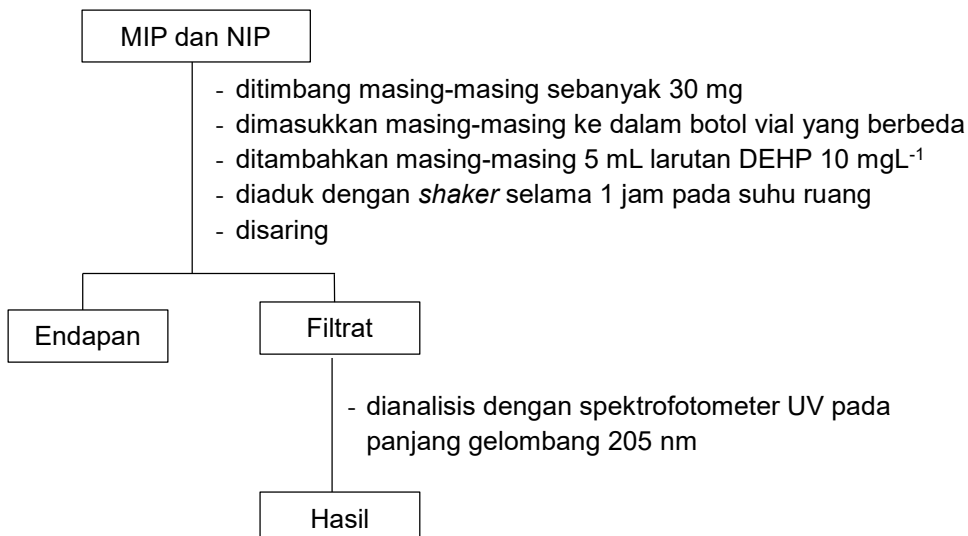 MIP dan NIP
- ditimbang masing-masing sebanyak 30 mg
- dimasukkan masing-masing ke dalam botol vial yang berbeda
- ditambahkan masing-masing 5 mL larutan DEHP 10 mgL⁻¹
- diaduk dengan shaker selama 1 jam pada suhu ruang
- disaring
Endapan
Filtrat
- dianalisis dengan spektrofotometer UV pada
panjang gelombang 205 nm
Hasil